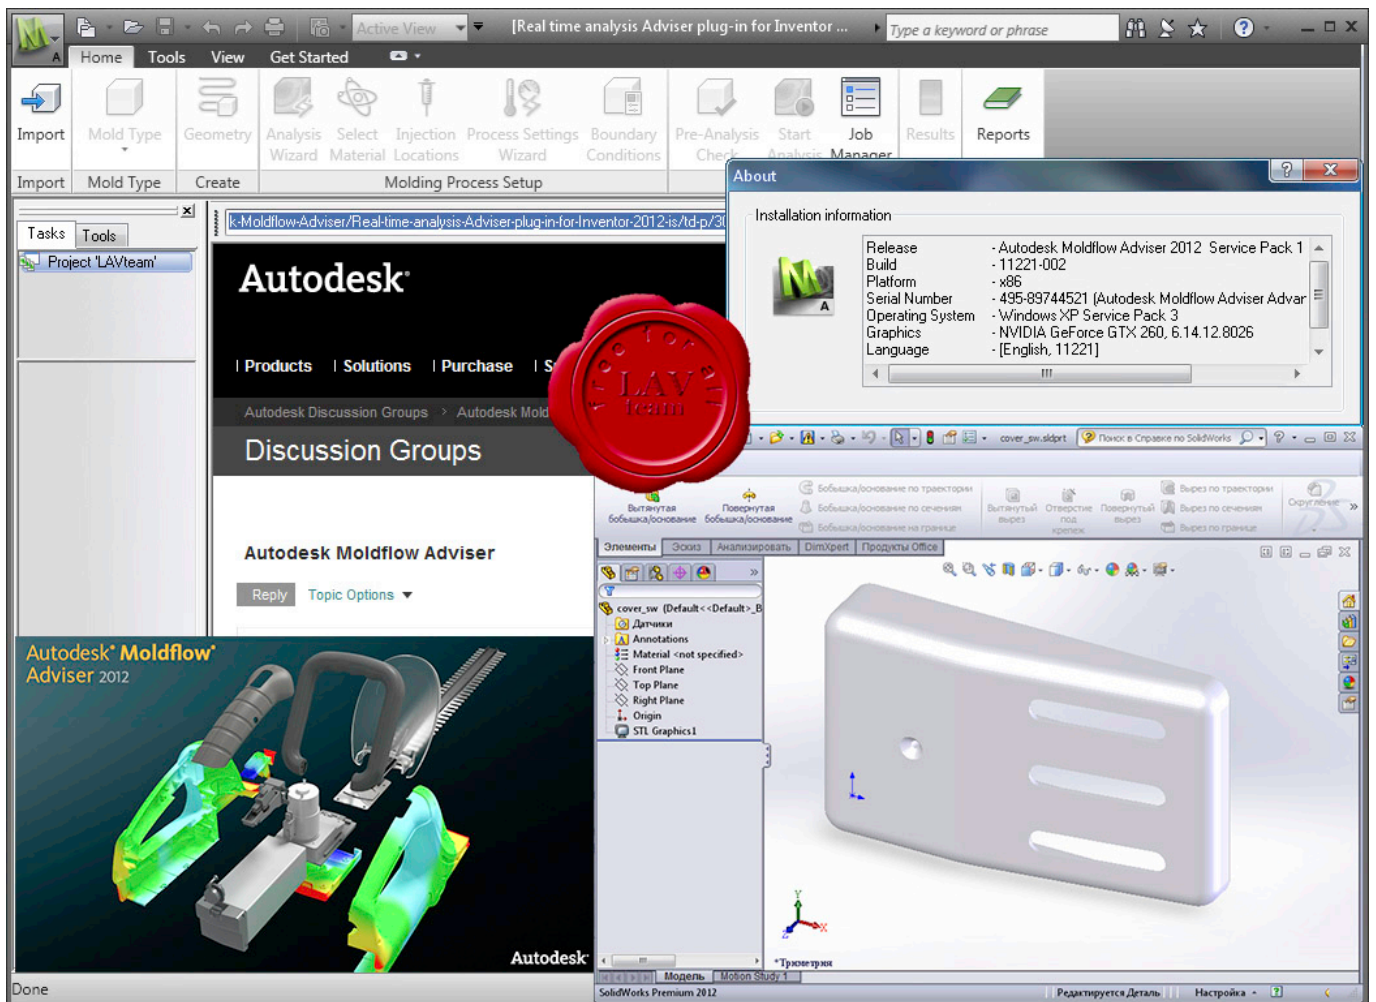 Active View
[Real time analysis Adviser plug-in for Inventor ...
Type a keyword or phrase
A
Home Tools View Get Started
Import Mold Type Geometry Analysis Wizard Select Material Injection Locations Process Settings Wizard Boundary Conditions Pre-Analysis Check Start Analysis Job Manager Results Reports
Import Mold Type Create Molding Process Setup
Tasks Tools
Project 'LAVteam'
k-Moldflow-Adviser/Real-time-analysis-Adviser-plug-in-for-Inventor-2012-is/td-p/30
Autodesk
| Products | Solutions | Purchase | S
Autodesk Discussion Groups > Autodesk Mold
Discussion Groups
Autodesk Moldflow Adviser
Reply Topic Options
free for all
LAV
team
About
Installation information
A
Release - Autodesk Moldflow Adviser 2012 Service Pack 1
Build - 11221-002
Platform - x86
Serial Number - 495-89744521 (Autodesk Moldflow Adviser Advar
Operating System - Windows XP Service Pack 3
Graphics - NVIDIA GeForce GTX 260, 6.14.12.8026
Language - [English, 11221]
cover_sw.sldprt Поиск в Справке по SolidWorks
Вытянутая бобышка/основание Повернутая бобышка/основание
Бобышка/основание по траектории
Бобышка/основание по сечениям
Бобышка/основание на границе
Вытянутый вырез Отверстие под крепеж Повернутый вырез
Вырез по траектории
Вырез по сечениям
Вырез по границе
Скругление
Элементы Эскиз Анализировать DimXpert Продукты Office
cover_sw (Default<<Default>_B
Датчики
Annotations
Material <not specified>
Front Plane
Top Plane
Right Plane
Origin
STL Graphics1
Y
X
Z
*Триметрия
Модель Motion Study 1
SolidWorks Premium 2012 Редактируется Деталь Настройка
Autodesk Moldflow
Adviser 2012
Autodesk
Done